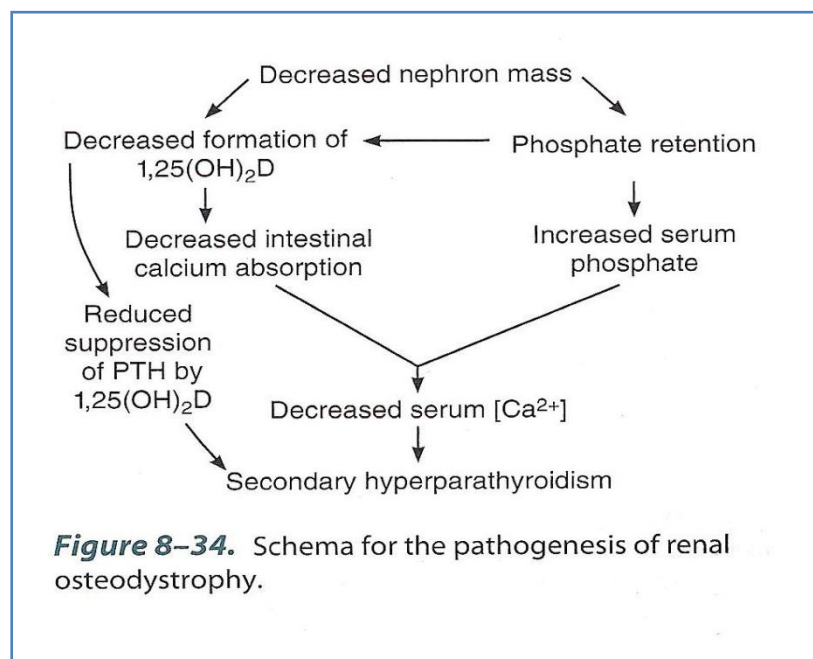 Decreased nephron mass
Decreased formation of
1,25(OH)₂D
Phosphate retention
Decreased intestinal
calcium absorption
Increased serum
phosphate
Reduced
suppression
of PTH by
1,25(OH)₂D
Decreased serum [Ca²⁺]
Secondary hyperparathyroidism
Figure 8–34. Schema for the pathogenesis of renal
osteodystrophy.